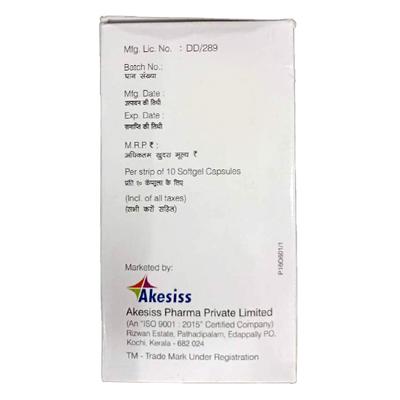 Mfg. Lic. No. : DD/289
Batch No.:
घान संख्या
Mfg. Date :
उत्पादन की तिथी
Exp. Date :
समाप्ति की तिथी
M.R.P ₹ :
अधिकतम खुदरा मूल्य ₹
Per strip of 10 Softgel Capsules
प्रति १० कॅप्सूल्स के लिए
(Incl. of all taxes)
(सभी करों सहित)
Marketed by:
Akesiss
Akesiss Pharma Private Limited
(An "ISO 9001 : 2015" Certified Company)
Rizwan Estate, Pathadipalam, Edappally P.O.
Kochi, Kerala - 682 024
TM - Trade Mark Under Registration
P16O601/1